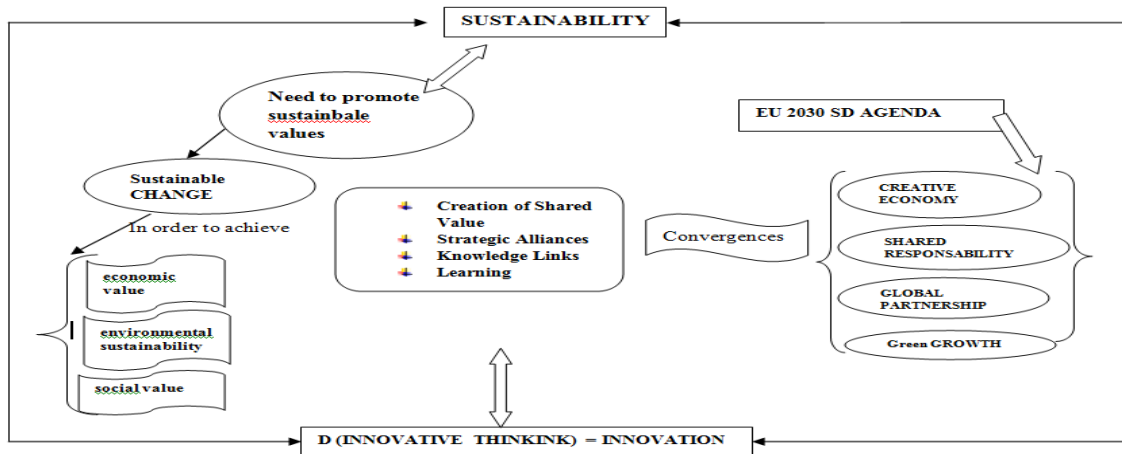 SUSTAINABILITY
Need to promote
sustainbale
values
EU 2030 SD AGENDA
Sustainable
CHANGE
In order to achieve
economic
value
environmental
sustainability
social value
Creation of Shared
Value
Strategic Alliances
Knowledge Links
Learning
Convergences
CREATIVE
ECONOMY
SHARED
RESPONSABILITY
GLOBAL
PARTNERSHIP
Green GROWTH
D (INNOVATIVE THINKINK) = INNOVATION